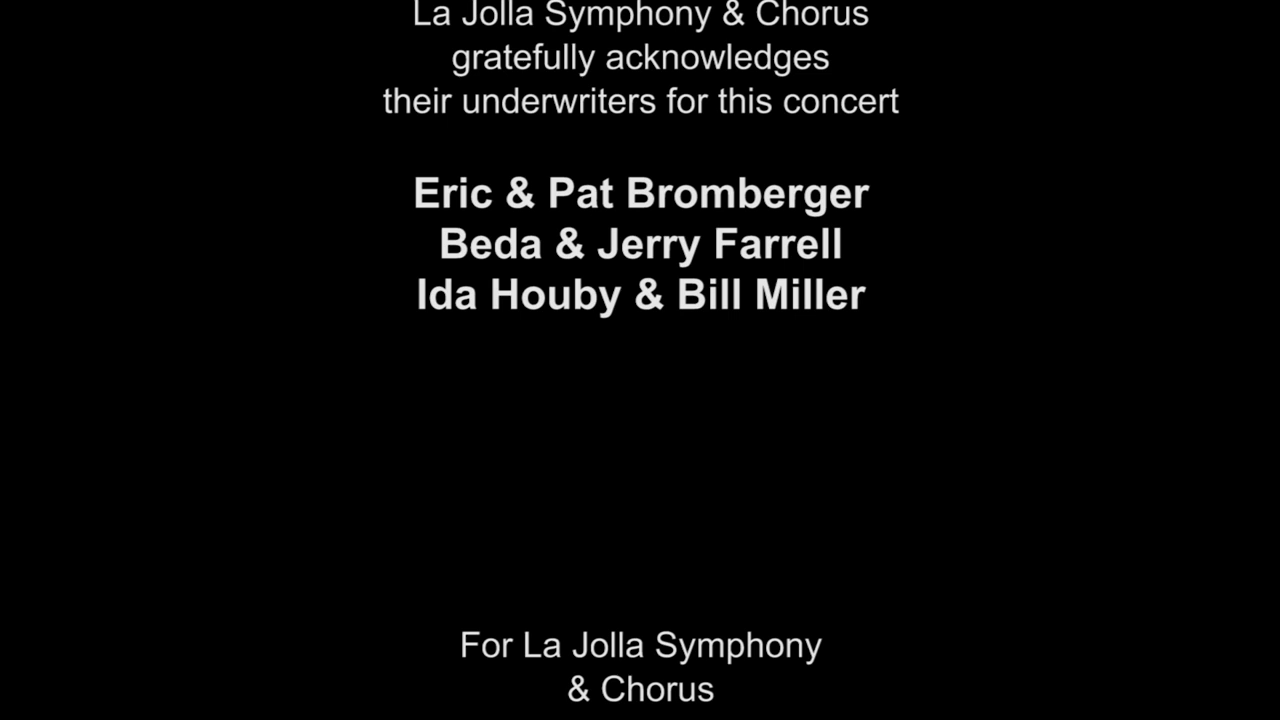 La Jolla Symphony & Chorus
gratefully acknowledges
their underwriters for this concert
Eric & Pat Bromberger
Beda & Jerry Farrell
Ida Houby & Bill Miller
For La Jolla Symphony
& Chorus